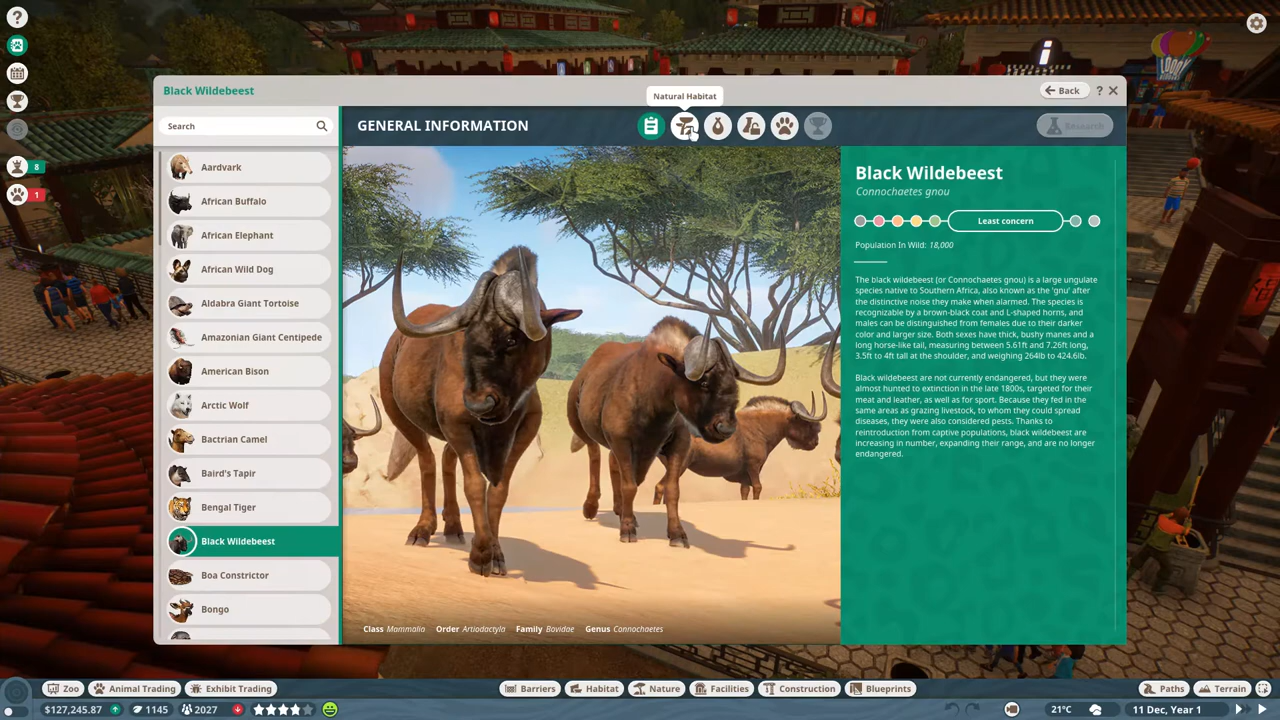 Black Wildebeest
Back
?
Natural Habitat
Search
GENERAL INFORMATION
Research
8
1
Aardvark
African Buffalo
African Elephant
African Wild Dog
Aldabra Giant Tortoise
Amazonian Giant Centipede
American Bison
Arctic Wolf
Bactrian Camel
Baird's Tapir
Bengal Tiger
Black Wildebeest
Boa Constrictor
Bongo
Class Mammalia Order Artiodactyla Family Bovidae Genus Connochaetes
Black Wildebeest
Connochaetes gnou
Least concern
Population In Wild: 18,000
The black wildebeest (or Connochaetes gnou) is a large ungulate
species native to Southern Africa, also known as the 'gnu' after
the distinctive noise they make when alarmed. The species is
recognizable by a brown-black coat and L-shaped horns, and
males can be distinguished from females due to their darker
color and larger size. Both sexes have thick, bushy manes and a
long horse-like tail, measuring between 5.61ft and 7.26ft long,
3.5ft to 4ft tall at the shoulder, and weighing 264lb to 424.6lb.
Black wildebeest are not currently endangered, but they were
almost hunted to extinction in the late 1800s, targeted for their
meat and leather, as well as for sport. Because they fed in the
same areas as grazing livestock, to whom they could spread
diseases, they were also considered pests. Thanks to
reintroduction from captive populations, black wildebeest are
increasing in number, expanding their range, and are no longer
endangered.
Zoo
Animal Trading
Exhibit Trading
Barriers
Habitat
Nature
Facilities
Construction
Blueprints
Paths
Terrain
$127,245.87
1145
2027
21°C
11 Dec, Year 1